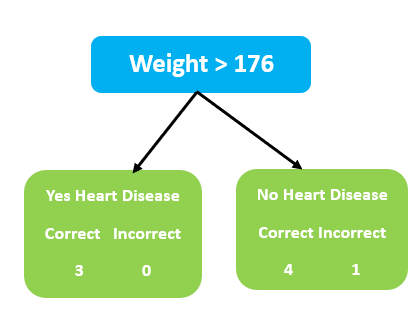 Weight > 176
Yes Heart Disease
Correct Incorrect
3 0
No Heart Disease
Correct Incorrect
4 1